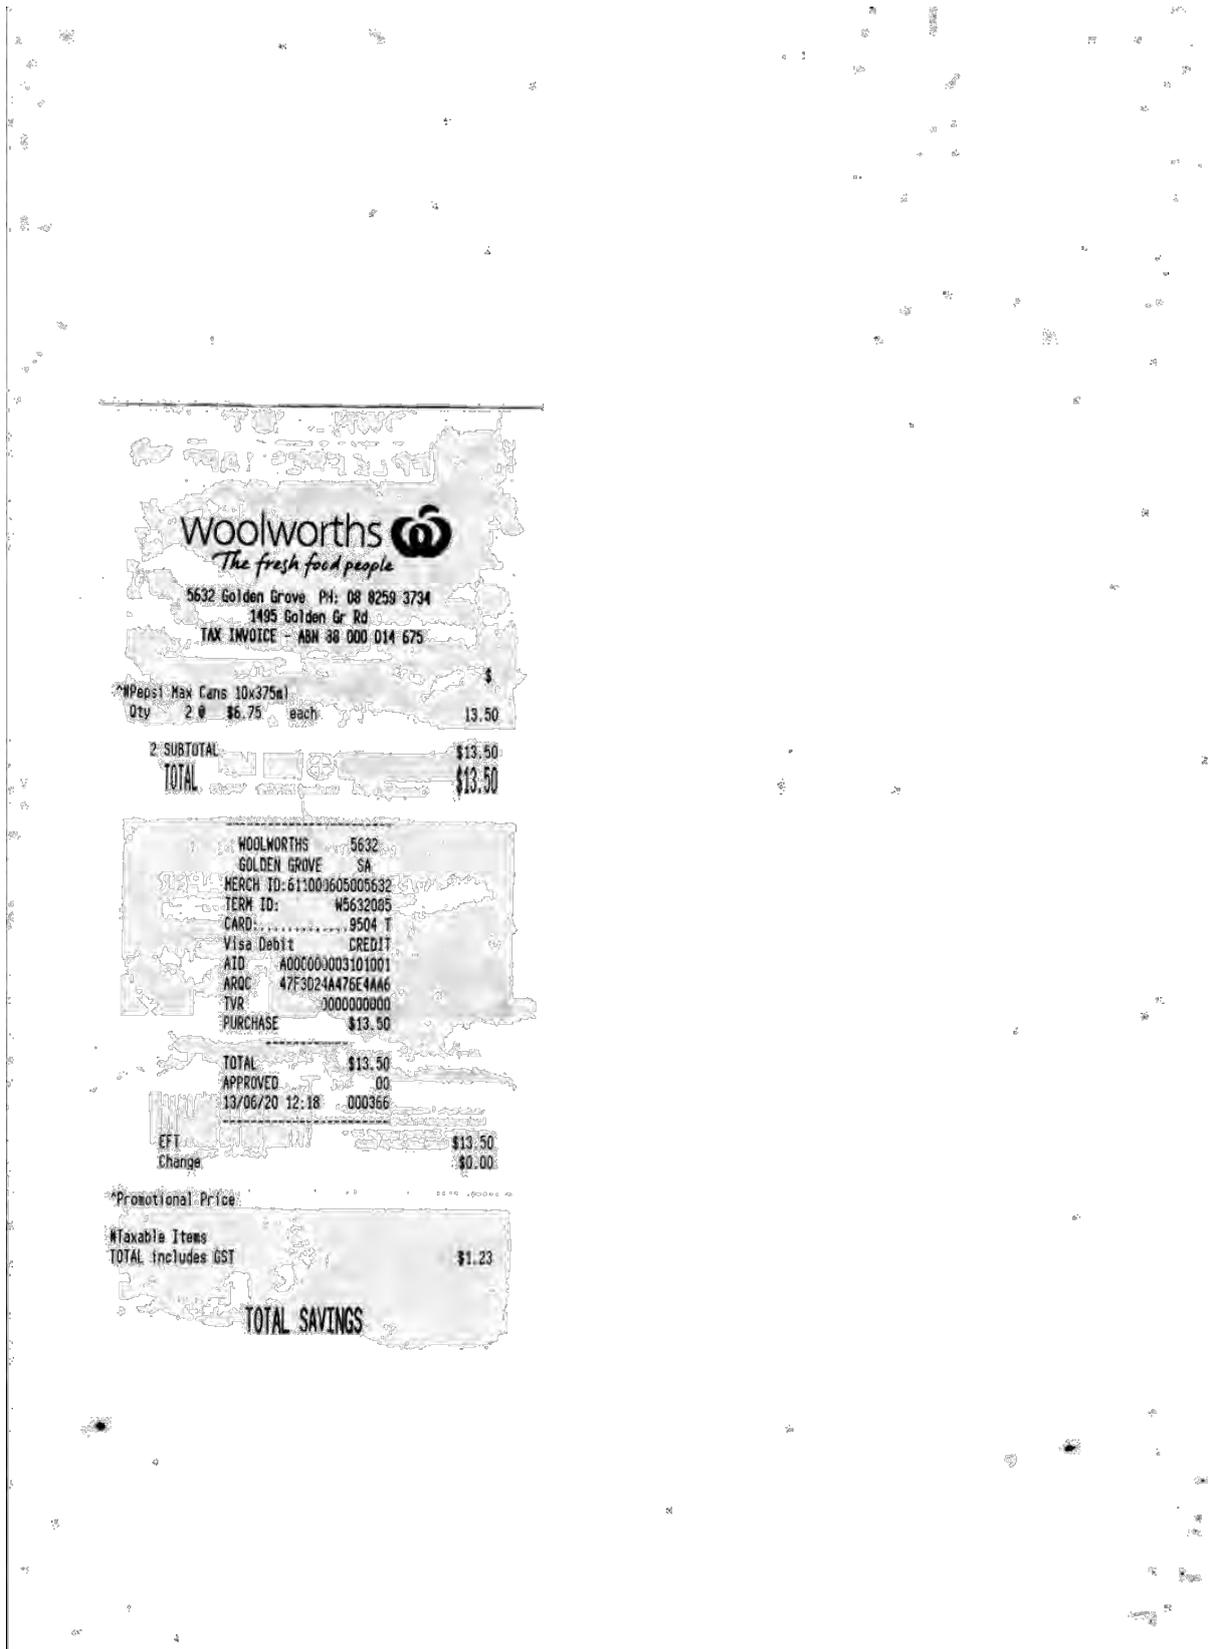 Woolworths
The fresh food people
5632 Golden Grove PH: 08 8259 3734
1495 Golden Gr Rd
TAX INVOICE - ABN 88 000 014 675
$
^#Pepsi Max Cans 10x375ml
Qty 2 @ $6.75 each 13.50
2 SUBTOTAL $13.50
TOTAL $13.50
WOOLWORTHS 5632
GOLDEN GROVE SA
MERCH ID:611000605005632
TERM ID: W5632085
CARD:..............9504 T
Visa Debit CREDIT
AID A0000000003101001
ARQC 47F3D24A476E4AA6
TVR 0000000000
PURCHASE $13.50
TOTAL $13.50
APPROVED 00
13/06/20 12:18 000366
EFT $13.50
Change $0.00
^Promotional Price
#Taxable Items
TOTAL includes GST $1.23
TOTAL SAVINGS